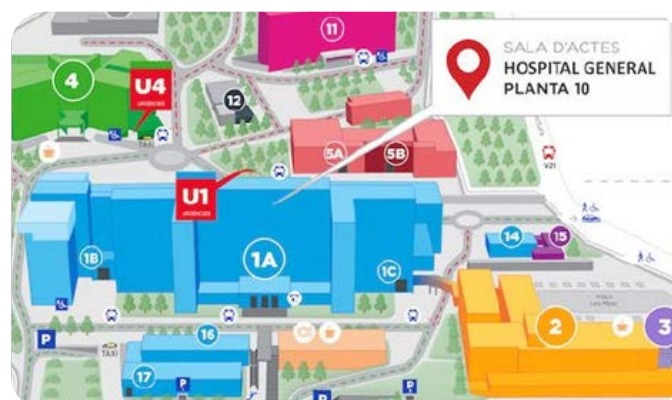 11
SALA D'ACTES
HOSPITAL GENERAL
PLANTA 10
4
U4
URGÈNCIES
TAXI
12
5A
5B
V21
U1
URGÈNCIES
1B
1A
1C
14
15
P
TAXI
16
2
3
17
P
P
P